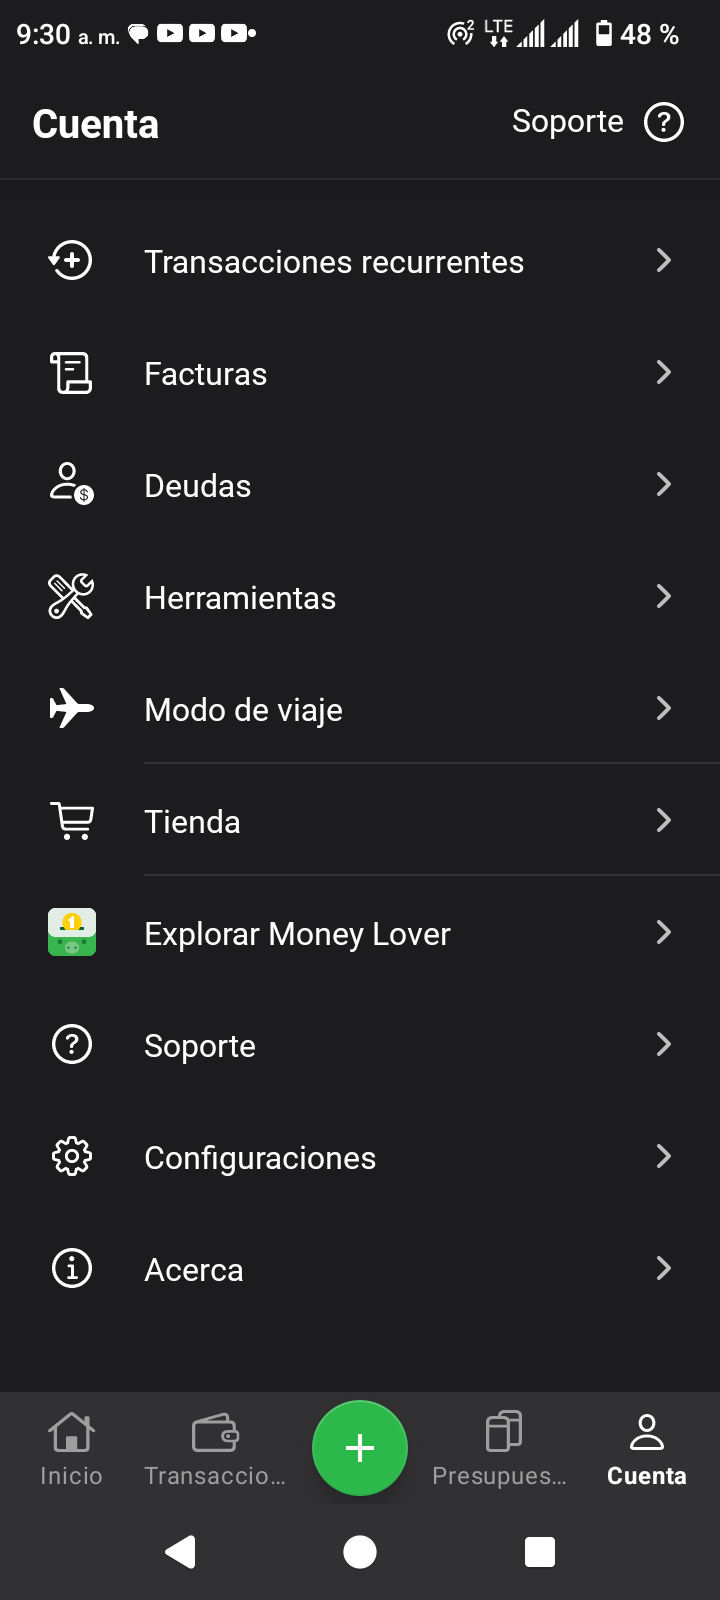 9:30 a. m.
2 LTE 48 %
Cuenta
Soporte
Transacciones recurrentes
Facturas
Deudas
Herramientas
Modo de viaje
Tienda
Explorar Money Lover
Soporte
Configuraciones
Acerca
Inicio
Transaccio...
Presupues...
Cuenta